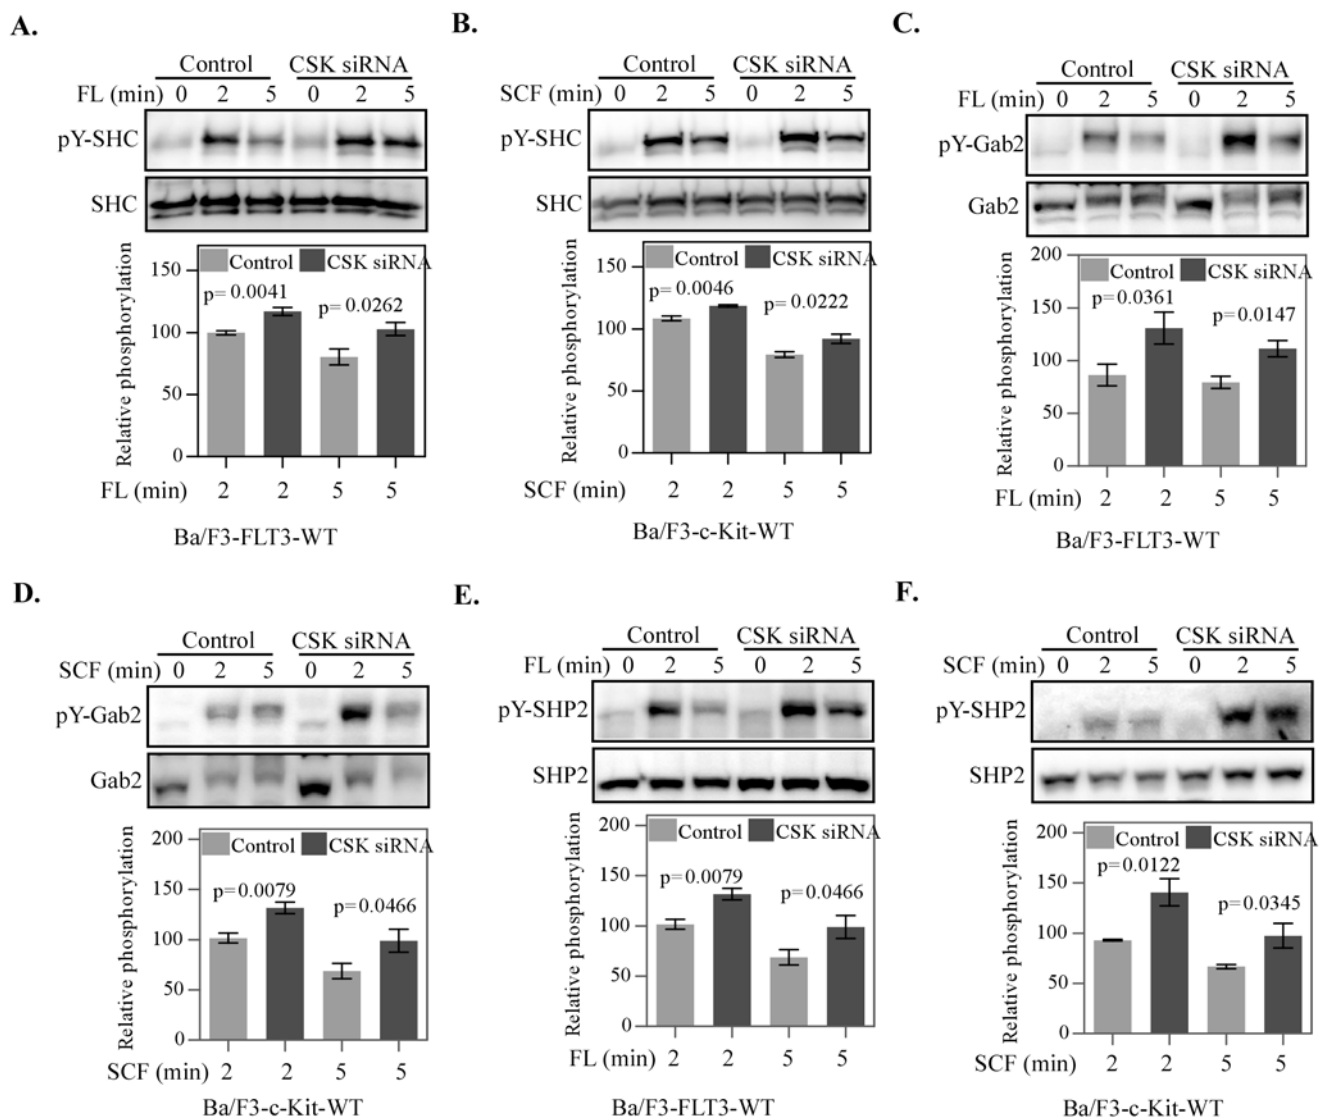 A.
Control CSK siRNA
FL (min) 0 2 5 0 2 5
pY-SHC
SHC
Relative phosphorylation
150
100
50
0
Control CSK siRNA
p= 0.0041
p= 0.0262
FL (min) 2 2 5 5
Ba/F3-FLT3-WT
B.
Control CSK siRNA
SCF (min) 0 2 5 0 2 5
pY-SHC
SHC
Relative phosphorylation
150
100
50
0
Control CSK siRNA
p= 0.0046
p= 0.0222
SCF (min) 2 2 5 5
Ba/F3-c-Kit-WT
C.
Control CSK siRNA
FL (min) 0 2 5 0 2 5
pY-Gab2
Gab2
Relative phosphorylation
200
150
100
50
0
Control CSK siRNA
p=0.0361
p=0.0147
FL (min) 2 2 5 5
Ba/F3-FLT3-WT
D.
Control CSK siRNA
SCF (min) 0 2 5 0 2 5
pY-Gab2
Gab2
Relative phosphorylation
200
150
100
50
0
Control CSK siRNA
p=0.0079
p=0.0466
SCF (min) 2 2 5 5
Ba/F3-c-Kit-WT
E.
Control CSK siRNA
FL (min) 0 2 5 0 2 5
pY-SHP2
SHP2
Relative phosphorylation
200
150
100
50
0
Control CSK siRNA
p=0.0079
p=0.0466
FL (min) 2 2 5 5
Ba/F3-FLT3-WT
F.
Control CSK siRNA
SCF (min) 0 2 5 0 2 5
pY-SHP2
SHP2
Relative phosphorylation
200
150
100
50
0
Control CSK siRNA
p=0.0122
p=0.0345
SCF (min) 2 2 5 5
Ba/F3-c-Kit-WT